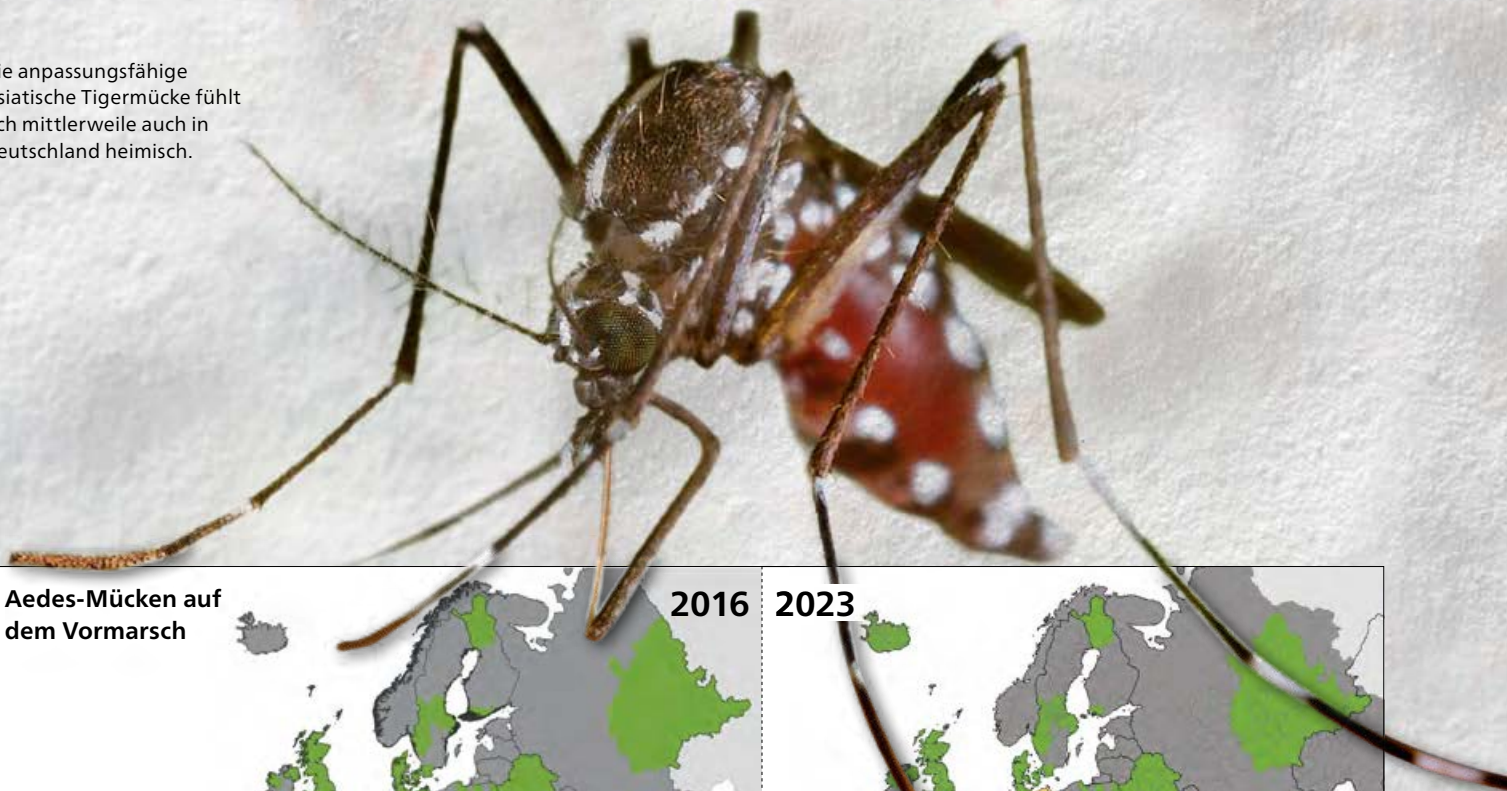 ie anpassungsfähige
siatische Tigermücke fühlt
ch mittlerweile auch in
eutschland heimisch.
Aedes-Mücken auf
dem Vormarsch
2016
2023